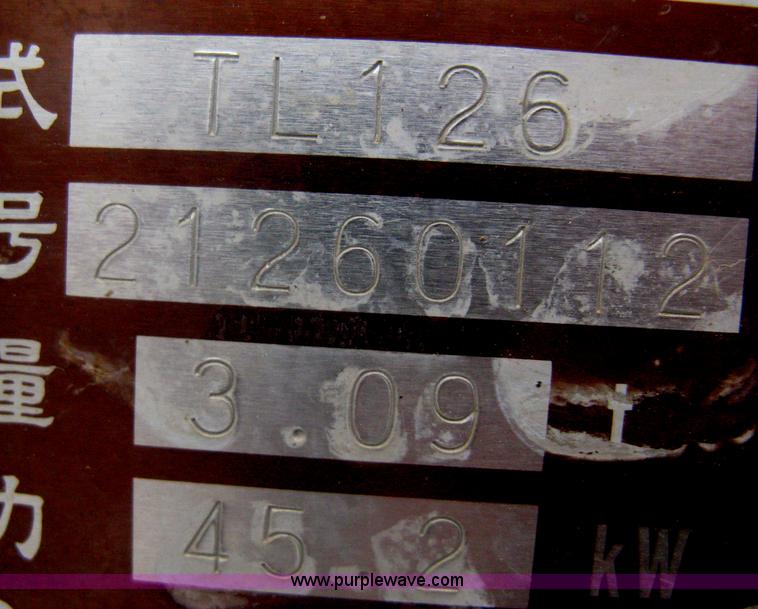 式 TL126
号 21260112
量 3.09 t
力 45.2 kW
www.purplewave.com